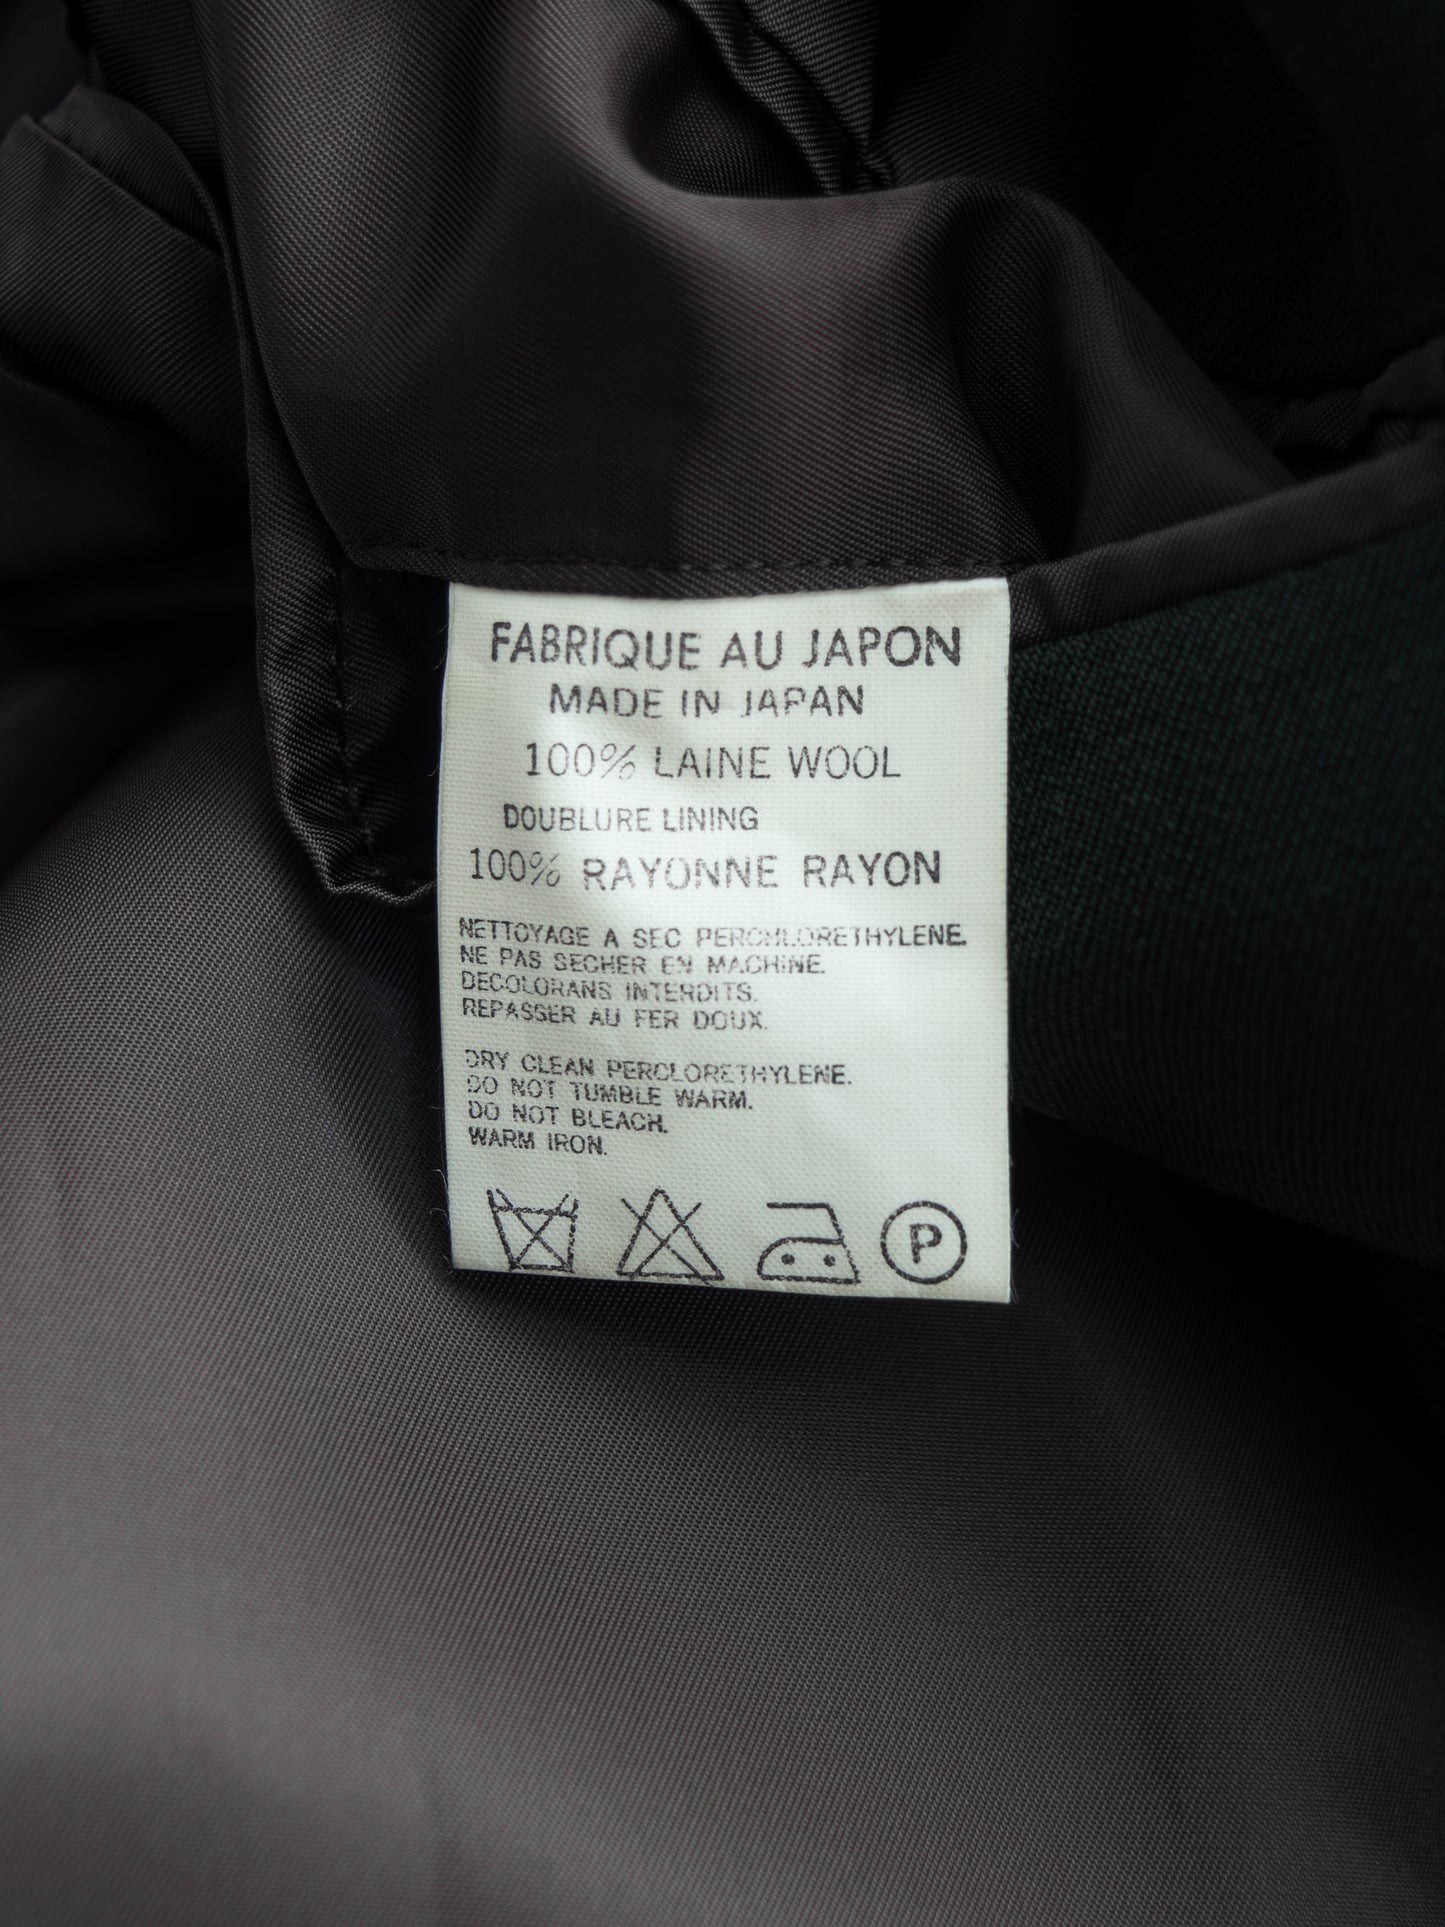 FABRIQUE AU JAPON
MADE IN JAPAN
100% LAINE WOOL
DOUBLURE LINING
100% RAYONNE RAYON
NETTOYAGE A SEC PERCHLORETHYLENE.
NE PAS SECHER EN MACHINE.
DECOLORANS INTERDITS.
REPASSER AU FER DOUX.
DRY CLEAN PERCLORETHYLENE.
DO NOT TUMBLE WARM.
DO NOT BLEACH.
WARM IRON.
P